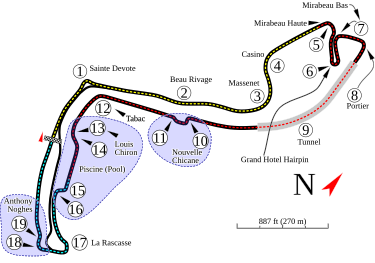 Mirabeau Bas
Mirabeau Haute
7
5
Casino
4
6
Sainte Devote
1
Beau Rivage
2
Massenet
3
8
Portier
12
Tabac
9
Tunnel
13
Louis
Chiron
11
10
14
Nouvelle
Chicane
Grand Hotel Hairpin
Piscine (Pool)
15
16
N
Anthony
Noghes
19
18
17
La Rascasse
887 ft (270 m)